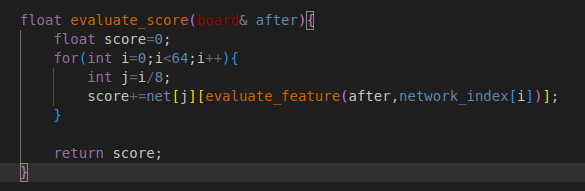 float evaluate_score(board& after){
    float score=0;
    for(int i=0;i<64;i++){
        int j=i/8;
        score+=net[j][evaluate_feature(after,network_index[i])];
    }

    return score;
}